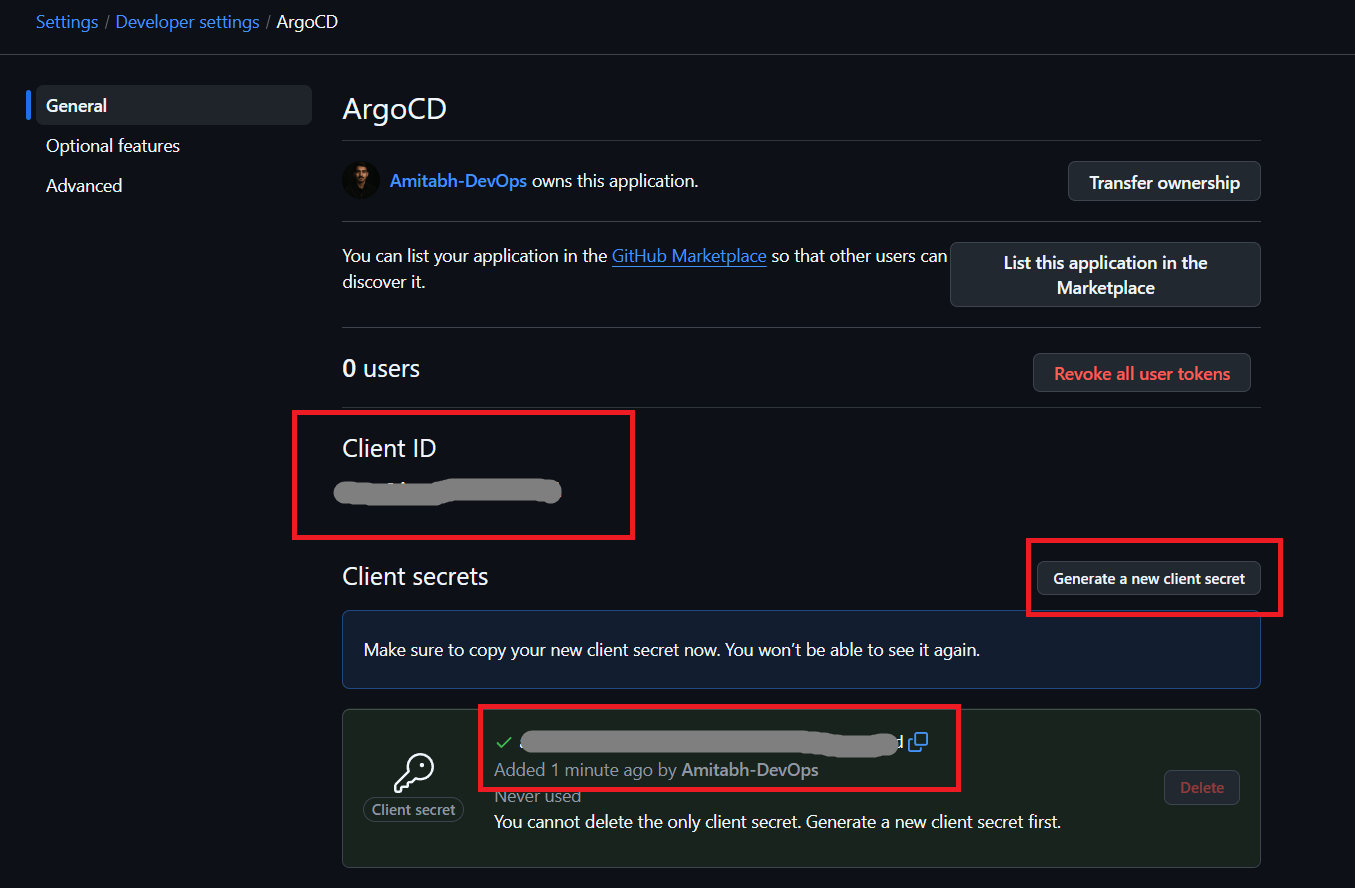 Settings / Developer settings / ArgoCD
General
Optional features
Advanced
ArgoCD
Amitabh-DevOps owns this application.
Transfer ownership
You can list your application in the GitHub Marketplace so that other users can
discover it.
List this application in the
Marketplace
0 users
Revoke all user tokens
Client ID
Client secrets
Generate a new client secret
Make sure to copy your new client secret now. You won't be able to see it again.
d
Added 1 minute ago by Amitabh-DevOps
Never used
Client secret
You cannot delete the only client secret. Generate a new client secret first.
Delete